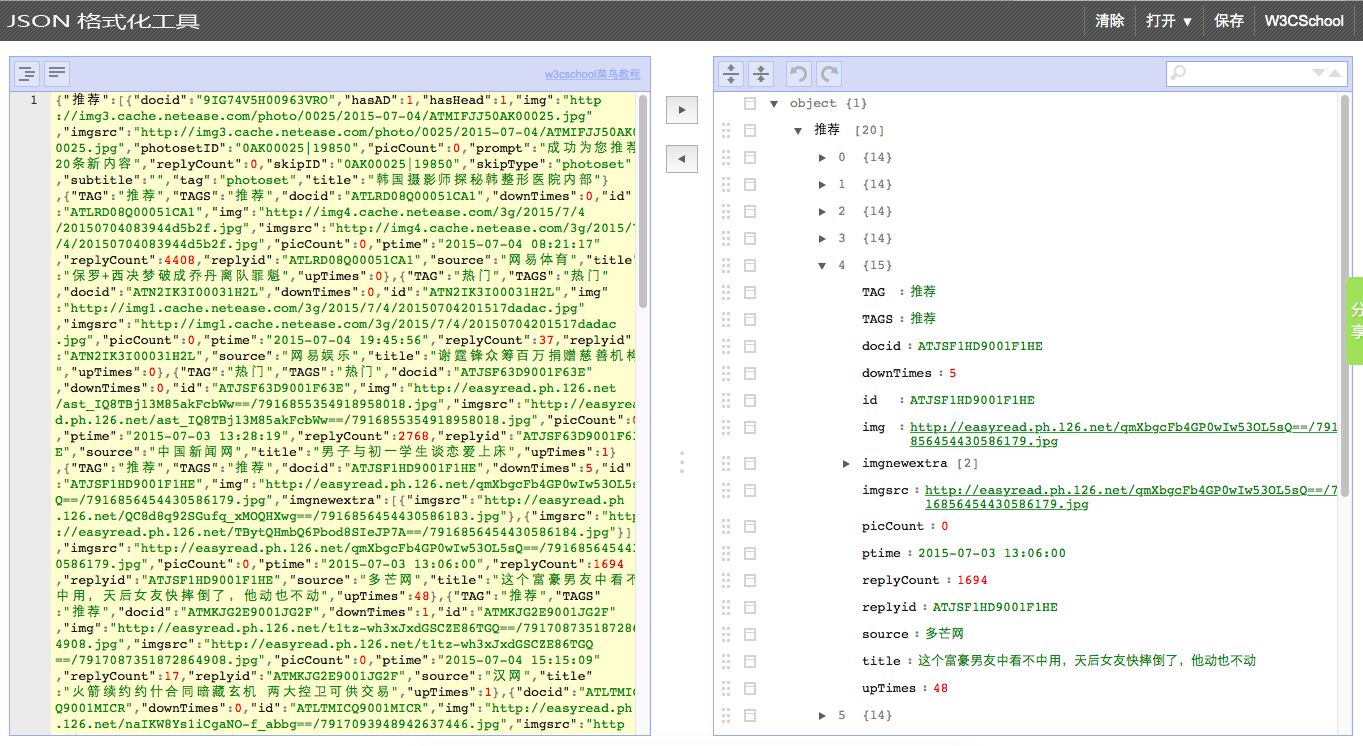 JSON 格式化工具
清除 打开 ▼ 保存 W3CSchool
w3cschool菜鸟教程
1
{"推荐":[{"docid":"9IG74V5H00963VRO","hasAD":1,"hasHead":1,"img":"http
://img3.cache.netease.com/photo/0025/2015-07-04/ATMIFJJ50AK00025.jpg"
,"imgsrc":"http://img3.cache.netease.com/photo/0025/2015-07-04/ATMIFJJ50AK0
0025.jpg","photosetID":"0AK00025|19850","picCount":0,"prompt":"成功为您推荐
20条新内容","replyCount":0,"skipID":"0AK00025|19850","skipType":"photoset"
,"subtitle":"","tag":"photoset","title":"韩国摄影师探秘韩整形医院内部"}
,{"TAG":"推荐","TAGS":"推荐","docid":"ATLRD08Q00051CA1","downTimes":0,"id"
:"ATLRD08Q00051CA1","img":"http://img4.cache.netease.com/3g/2015/7/4
/20150704083944d5b2f.jpg","imgsrc":"http://img4.cache.netease.com/3g/2015/7
/4/20150704083944d5b2f.jpg","picCount":0,"ptime":"2015-07-04 08:21:17"
,"replyCount":4408,"replyid":"ATLRD08Q00051CA1","source":"网易体育","title"
:"保罗+西决梦破成乔丹离队罪魁","upTimes":0},{"TAG":"热门","TAGS":"热门"
,"docid":"ATN2IK3I00031H2L","downTimes":0,"id":"ATN2IK3I00031H2L","img"
:"http://img1.cache.netease.com/3g/2015/7/4/20150704201517dadac.jpg"
,"imgsrc":"http://img1.cache.netease.com/3g/2015/7/4/20150704201517dadac
.jpg","picCount":0,"ptime":"2015-07-04 19:45:56","replyCount":37,"replyid"
:"ATN2IK3I00031H2L","source":"网易娱乐","title":"谢霆锋众筹百万捐赠慈善机构
","upTimes":0},{"TAG":"热门","TAGS":"热门","docid":"ATJSF63D9001F63E"
,"downTimes":0,"id":"ATJSF63D9001F63E","img":"http://easyread.ph.126.net
/ast_IQ8TBj13M85akFcbWw==/7916855354918958018.jpg","imgsrc":"http://easyrea
d.ph.126.net/ast_IQ8TBj13M85akFcbWw==/7916855354918958018.jpg","picCount":0
,"ptime":"2015-07-03 13:28:19","replyCount":2768,"replyid":"ATJSF63D9001F63
E","source":"中国新闻网","title":"男子与初一学生谈恋爱上床","upTimes":1}
,{"TAG":"推荐","TAGS":"推荐","docid":"ATJSF1HD9001F1HE","downTimes":5,"id"
:"ATJSF1HD9001F1HE","img":"http://easyread.ph.126.net/qmXbgcFb4GP0wIw53OL5s
Q==/7916856454430586179.jpg","imgnewextra":[{"imgsrc":"http://easyread.ph
.126.net/QC8d8q92SGufq_xMOQHXwg==/7916856454430586183.jpg"},{"imgsrc":"http
://easyread.ph.126.net/TBytQHmbQ6Pbod8SIeJP7A==/7916856454430586184.jpg"}]
,"imgsrc":"http://easyread.ph.126.net/qmXbgcFb4GP0wIw53OL5sQ==/791685645443
0586179.jpg","picCount":0,"ptime":"2015-07-03 13:06:00","replyCount":1694
,"replyid":"ATJSF1HD9001F1HE","source":"多芒网","title":"这个富豪男友中看不
中用，天后女友快摔倒了，他动也不动","upTimes":48},{"TAG":"推荐","TAGS"
:"推荐","docid":"ATMKJG2E9001JG2F","downTimes":1,"id":"ATMKJG2E9001JG2F"
,"img":"http://easyread.ph.126.net/t1tz-wh3xJxdGSCZE86TGQ==/791708735187286
4908.jpg","imgsrc":"http://easyread.ph.126.net/t1tz-wh3xJxdGSCZE86TGQ
==/7917087351872864908.jpg","picCount":0,"ptime":"2015-07-04 15:15:09"
,"replyCount":17,"replyid":"ATMKJG2E9001JG2F","source":"汉网","title"
:"火箭续约约什合同暗藏玄机 两大控卫可供交易","upTimes":1},{"docid":"ATLTMIC
Q9001MICR","downTimes":0,"id":"ATLTMICQ9001MICR","img":"http://easyread.ph
.126.net/naIKW8Ys1iCgaNO-f_abbg==/7917093948942637446.jpg","imgsrc":"http
▼ object {1}
▼ 推荐 [20]
▶ 0 {14}
▶ 1 {14}
▶ 2 {14}
▶ 3 {14}
▼ 4 {15}
TAG : 推荐
TAGS : 推荐
docid : ATJSF1HD9001F1HE
downTimes : 5
id : ATJSF1HD9001F1HE
img : http://easyread.ph.126.net/qmXbgcFb4GP0wIw53OL5sQ==/791
6856454430586179.jpg
▶ imgnewextra [2]
imgsrc : http://easyread.ph.126.net/qmXbgcFb4GP0wIw53OL5sQ==/7
916856454430586179.jpg
picCount : 0
ptime : 2015-07-03 13:06:00
replyCount : 1694
replyid : ATJSF1HD9001F1HE
source : 多芒网
title : 这个富豪男友中看不中用，天后女友快摔倒了，他动也不动
upTimes : 48
▶ 5 {14}
分
享